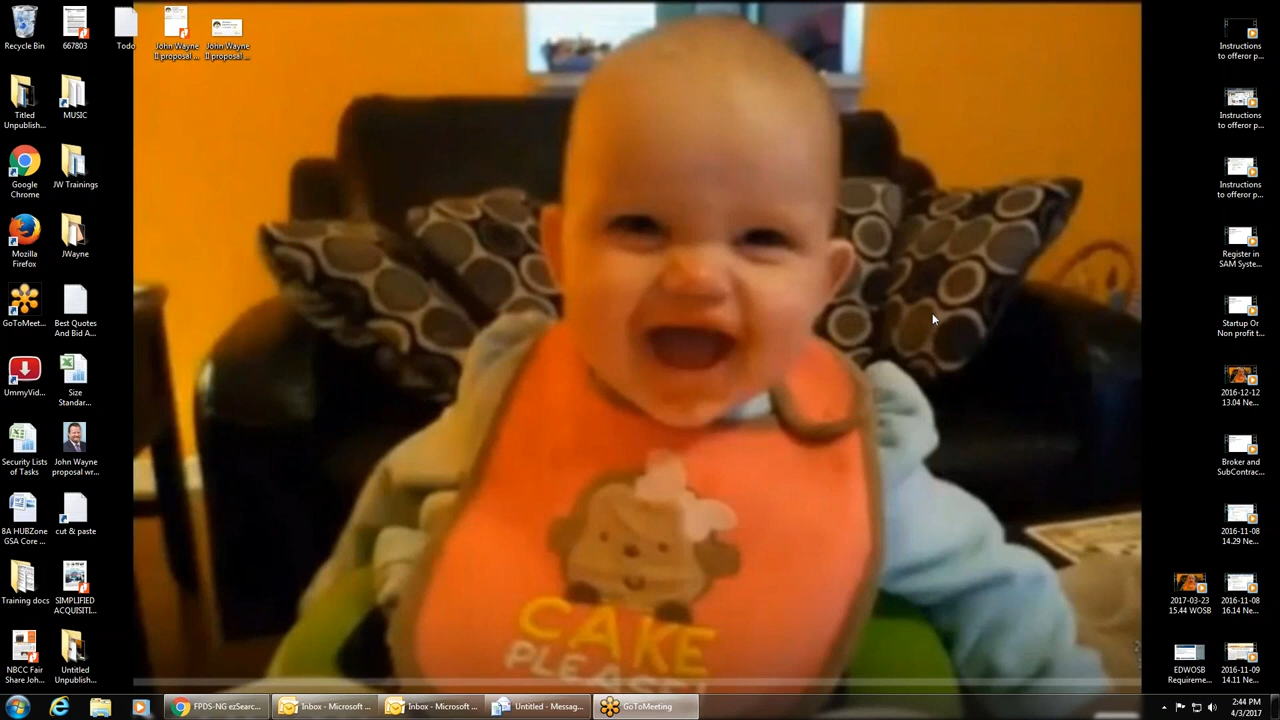 Recycle Bin
667803
Todo
John Wayne
II proposal ...
John Wayne
II proposal ...
Titled
Unpublish...
MUSIC
Google
Chrome
JW Trainings
Mozilla
Firefox
JWayne
GoToMeet...
Best Quotes
And Bid A...
UmmyVid...
Size
Standar...
Security Lists
of Tasks
John Wayne
proposal wr...
8A HUBZone
GSA Core ...
cut & paste
Training docs
SIMPLIFIED
ACQUISITI...
NBCC Fair
Share Joh...
Untitled
Unpublish...
CAKE
PLEASE
Instructions
to offeror p...
Instructions
to offeror p...
Instructions
to offeror p...
Register in
SAM Syste...
Startup Or
Non profit t...
2016-12-12
13.04 Ne...
Broker and
SubContrac...
2016-11-08
14.29 Ne...
2017-03-23
15.44 WOSB
2016-11-08
16.14 Ne...
EDWOSB
Requireme...
2016-11-09
14.11 Ne...
FPDS-NG ezSearc...
Inbox - Microsoft ...
Inbox - Microsoft ...
Untitled - Messag...
GoToMeeting
2:44 PM
4/3/2017